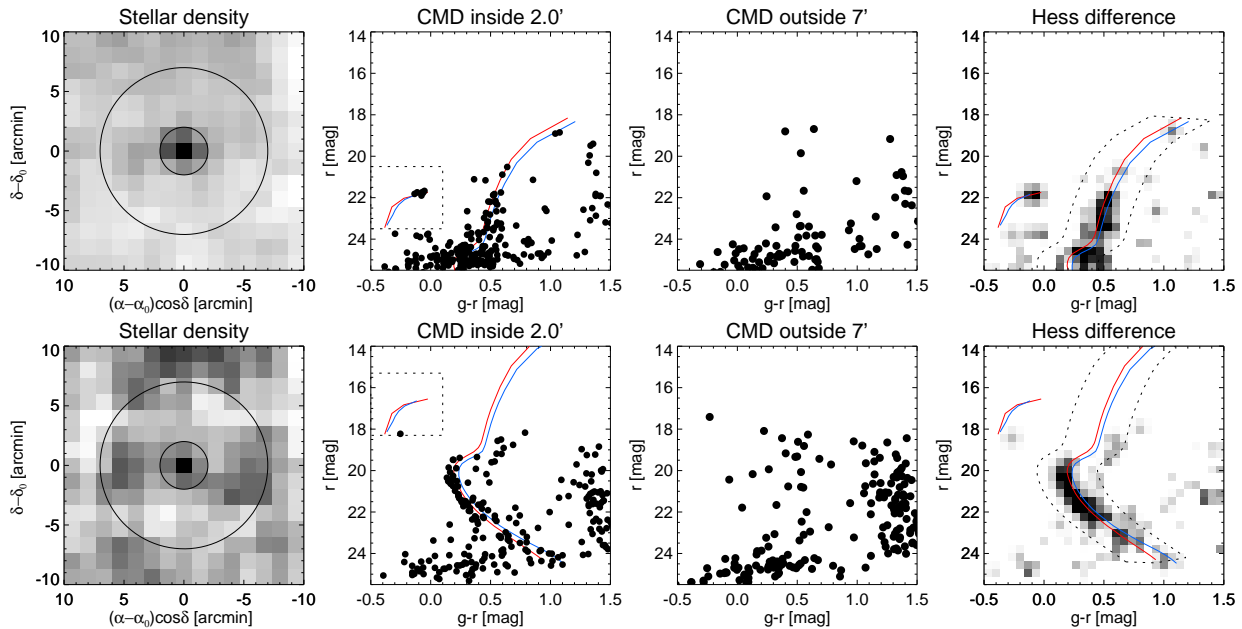 Stellar density
CMD inside 2.0'
CMD outside 7'
Hess difference
10
5
0
-5
-10
δ−δ₀ [arcmin]
10 5 0 -5 -10
(α−α₀)cosδ [arcmin]
14
16
18
20
22
24
r [mag]
-0.5 0.0 0.5 1.0 1.5
g-r [mag]
14
16
18
20
22
24
r [mag]
-0.5 0.0 0.5 1.0 1.5
g-r [mag]
14
16
18
20
22
24
r [mag]
-0.5 0.0 0.5 1.0 1.5
g-r [mag]
Stellar density
CMD inside 2.0'
CMD outside 7'
Hess difference
10
5
0
-5
-10
δ−δ₀ [arcmin]
10 5 0 -5 -10
(α−α₀)cosδ [arcmin]
14
16
18
20
22
24
r [mag]
-0.5 0.0 0.5 1.0 1.5
g-r [mag]
14
16
18
20
22
24
r [mag]
-0.5 0.0 0.5 1.0 1.5
g-r [mag]
14
16
18
20
22
24
r [mag]
-0.5 0.0 0.5 1.0 1.5
g-r [mag]